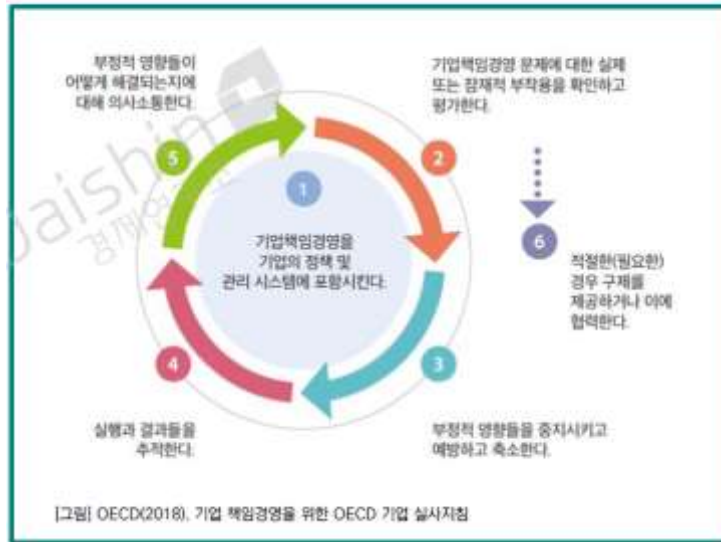 부정적 영향들이
어떻게 해결되는지에
대해 의사소통한다.
기업책임경영 문제에 대한 실제
또는 잠재적 부작용을 확인하고
평가한다.
5
2
1
기업책임경영을
기업의 정책 및
관리 시스템에 포함시킨다.
6
적절한(필요한)
경우 구제를
제공하거나 이에
협력한다.
4
3
실행과 결과들을
추적한다.
부정적 영향들을 중지시키고
예방하고 축소한다.
[그림] OECD(2018). 기업 책임경영을 위한 OECD 기업 실사지침